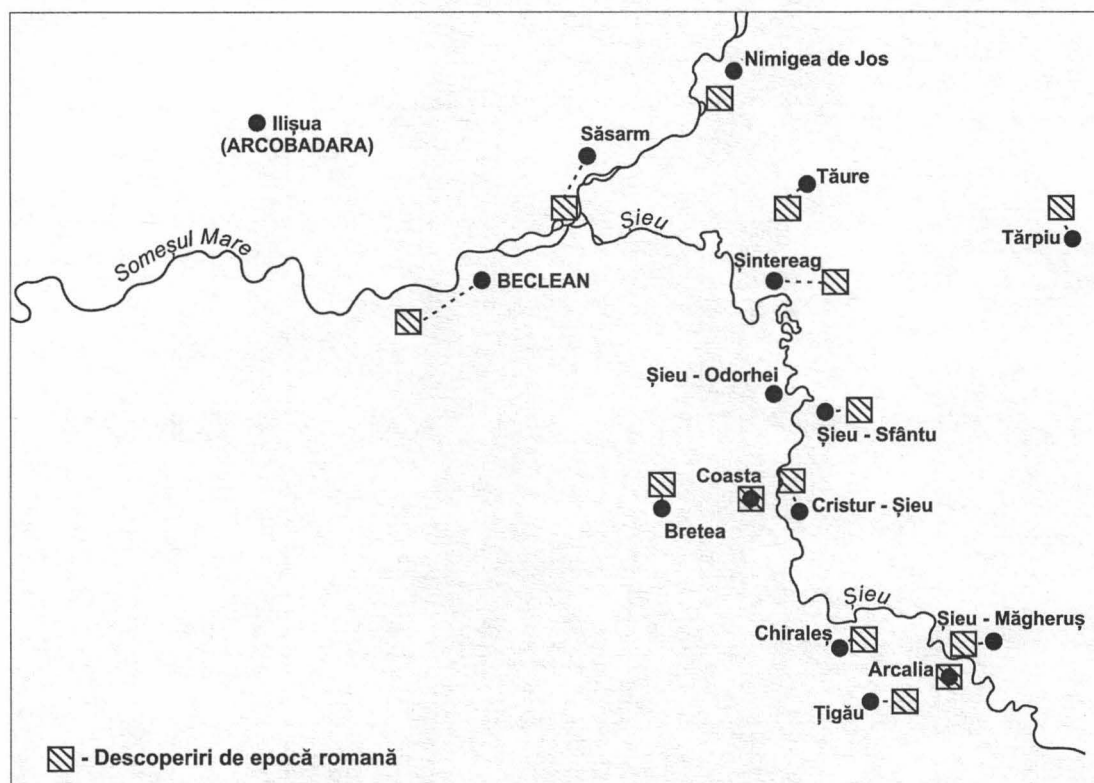 Nimigea de Jos
Ilișua
(ARCOBADARA)
Săsarm
Tăure
Șieu
Tărpiu
Someșul Mare
Șintereag
BECLEAN
Șieu - Odorhei
Șieu - Sfântu
Coasta
Cristur - Șieu
Bretea
Șieu
Chiraleș
Șieu - Măgheruș
Arcalia
Țigău
- Descoperiri de epocă romană